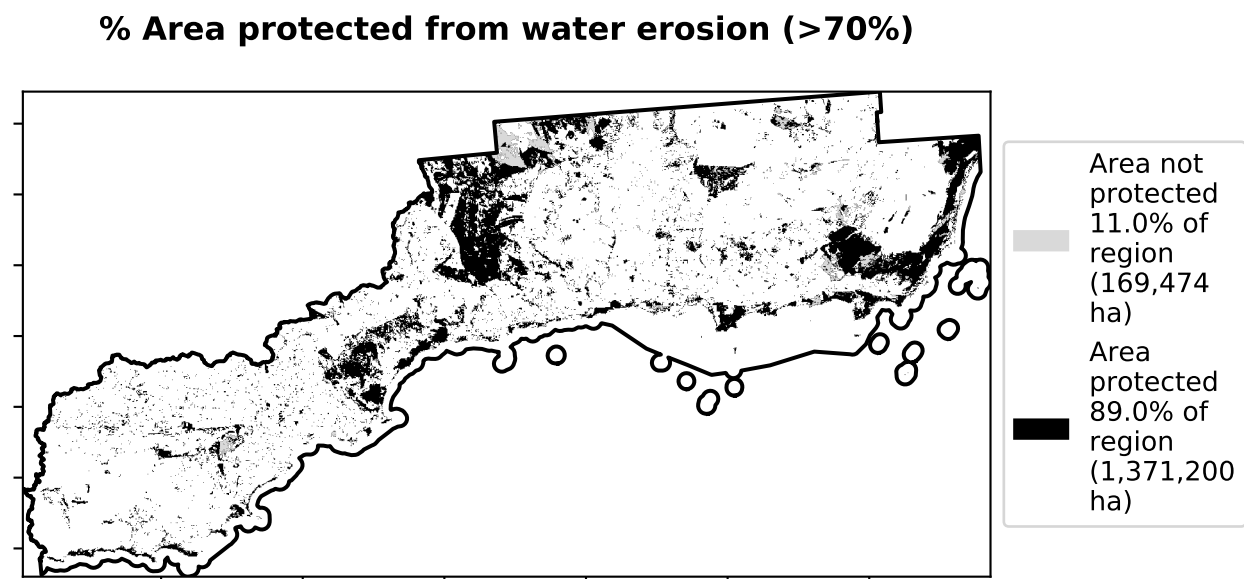 % Area protected from water erosion (>70%)
Area not
protected
11.0% of
region
(169,474
ha)
Area
protected
89.0% of
region
(1,371,200
ha)